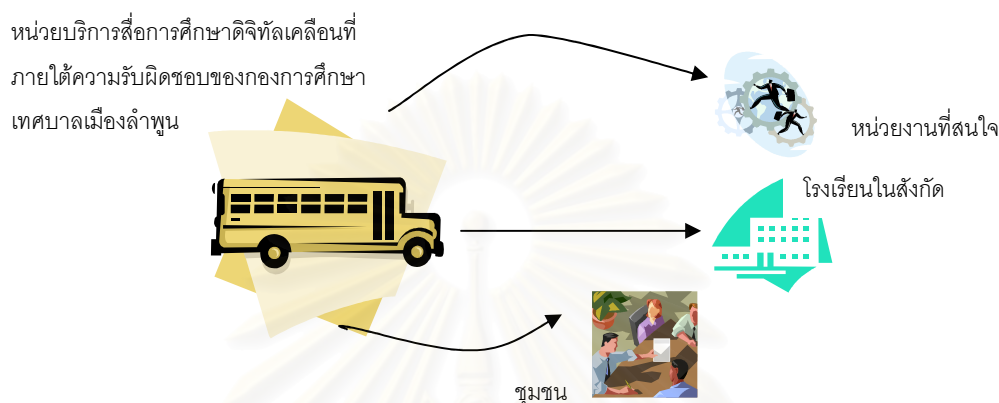 หน่วยบริการสื่อการศึกษาดิจิทัลเคลื่อนที่
ภายใต้ความรับผิดชอบของกองการศึกษา
เทศบาลเมืองลำพูน
หน่วยงานที่สนใจ
โรงเรียนในสังกัด
ชุมชน